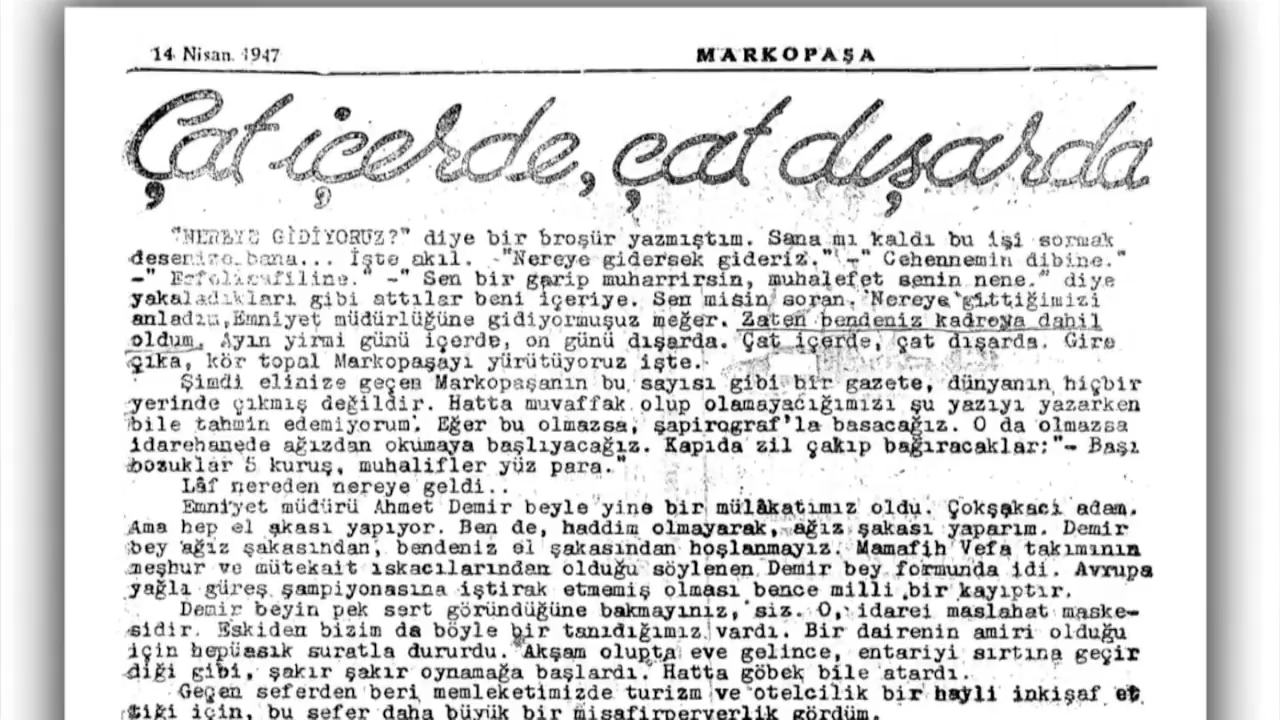 14 Nisan. 1947
MARKOPAŞA
Çat içerde, çat dışarda
"NEREYE GİDİYORUZ?" diye bir broşür yazmıştım. Sana mı kaldı bu işi sormak
desenize bana... İşte akıl. -"Nereye gidersek gideriz." -" Cehennemin dibine."
-" Esfelisafiline." -" Sen bir garip muharrirsin, muhalefet senin nene." diye
yakaladıkları gibi attılar beni içeriye. Sen misin soran. Nereye gittiğimizi
anladım, Emniyet müdürlüğüne gidiyormuşuz meğer. Zaten bendeniz kadroya dahil
oldum. Ayın yirmi günü içerde, on günü dışarda. Çat içerde, çat dışarda. Gire
çıka, kör topal Markopaşayı yürütüyoruz işte.
Şimdi elinize geçen Markopaşanın bu sayısı gibi bir gazete, dünyanın hiçbir
yerinde çıkmış değildir. Hatta muvaffak olup olamayacığımızı şu yazıyı yazarken
bile tahmin edemiyorum. Eğer bu olmazsa, şapirograf'la basacağız. O da olmazsa
idarehanede ağızdan okumaya başlıyacağız. Kapıda zil çakıp bağıracaklar:"- Başı
bozuklar 5 kuruş, muhalifler yüz para."
Lâf nereden nereye geldi..
Emniyet müdürü Ahmet Demir beyle yine bir mülâkatımız oldu. Çokşakacı adam.
Ama hep el şakası yapıyor. Ben de, haddim olmayarak, ağız şakası yaparım. Demir
bey ağız şakasından, bendeniz el şakasından hoşlanmayız. Mamafih Vefa takımının
meşhur ve mütekait ıskacılarından olduğu söylenen Demir bey formunda idi. Avrupa
yağlı güreş şampiyonasına iştirak etmemiş olması bence milli bir kayıptır.
Demir beyin pek sert göründüğüne bakmayınız, siz. O, idarei maslahat maske-
sidir. Eskiden bizim da böyle bir tanıdığımız vardı. Bir dairenin amiri olduğu
için hep asık suratla dururdu. Akşam olupta eve gelince, entariyi sırtına geçir
diği gibi, şakır şakır oynamağa başlardı. Hatta göbek bile atardı.
Geçen seferden beri memleketimizde turizm ve otelcilik bir hayli inkişaf et
tiği için, bu sefer daha büyük bir misafirperverlik gördüm.